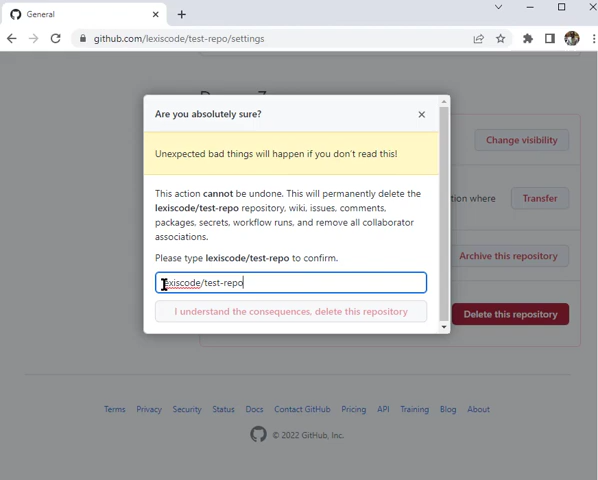 General
github.com/lexiscode/test-repo/settings
Are you absolutely sure?
Unexpected bad things will happen if you don't read this!
This action cannot be undone. This will permanently delete the
lexiscode/test-repo repository, wiki, issues, comments,
packages, secrets, workflow runs, and remove all collaborator
associations.
Please type lexiscode/test-repo to confirm.
lexiscode/test-repo
I understand the consequences, delete this repository
Change visibility
tion where
Transfer
Archive this repository
Delete this repository
Terms Privacy Security Status Docs Contact GitHub Pricing API Training Blog About
© 2022 GitHub, Inc.